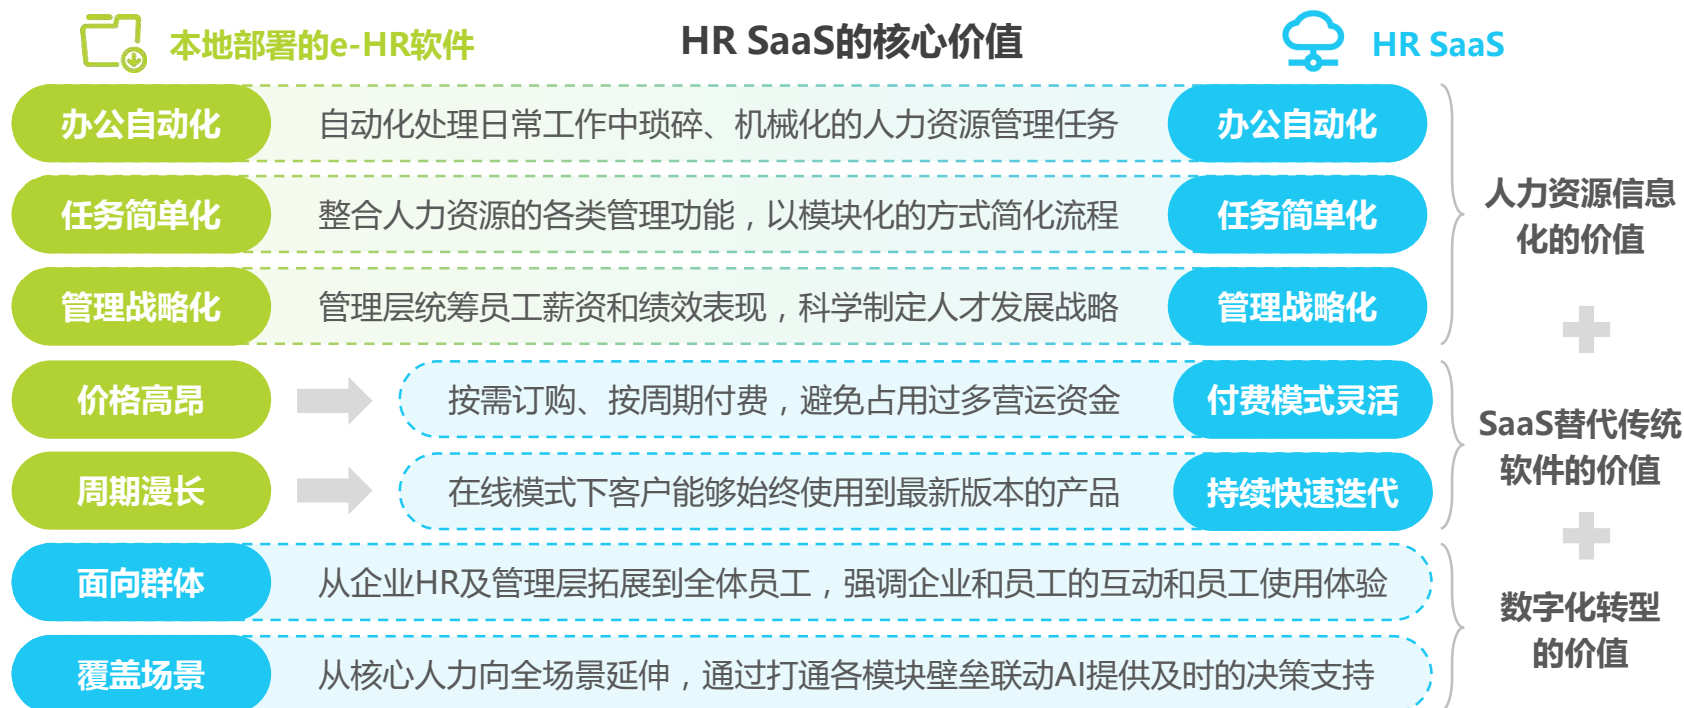 本地部署的e-HR软件
HR SaaS的核心价值
HR SaaS
办公自动化
自动化处理日常工作中琐碎、机械化的人力资源管理任务
办公自动化
任务简单化
整合人力资源的各类管理功能，以模块化的方式简化流程
任务简单化
管理战略化
管理层统筹员工薪资和绩效表现，科学制定人才发展战略
管理战略化
人力资源信息
化的价值
价格高昂
按需订购、按周期付费，避免占用过多营运资金
付费模式灵活
周期漫长
在线模式下客户能够始终使用到最新版本的产品
持续快速迭代
SaaS替代传统
软件的价值
面向群体
从企业HR及管理层拓展到全体员工，强调企业和员工的互动和员工使用体验
覆盖场景
从核心人力向全场景延伸，通过打通各模块壁垒联动AI提供及时的决策支持
数字化转型
的价值